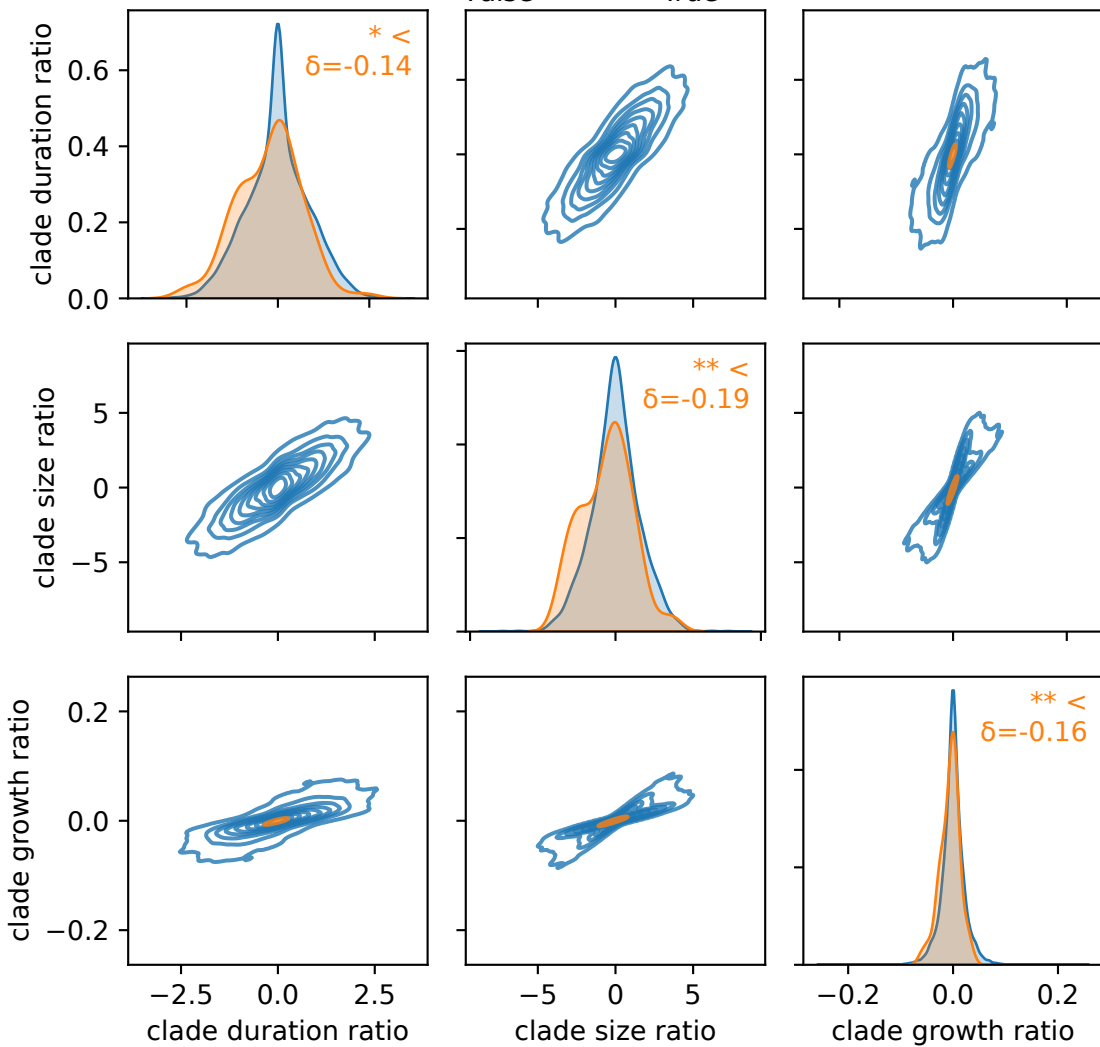 clade duration ratio
0.6
0.4
0.2
0.0
* <
δ=-0.14
clade size ratio
5
0
−5
** <
δ=-0.19
clade growth ratio
0.2
0.0
−0.2
** <
δ=-0.16
−2.5 0.0 2.5
−5 0 5
−0.2 0.0 0.2
clade duration ratio
clade size ratio
clade growth ratio